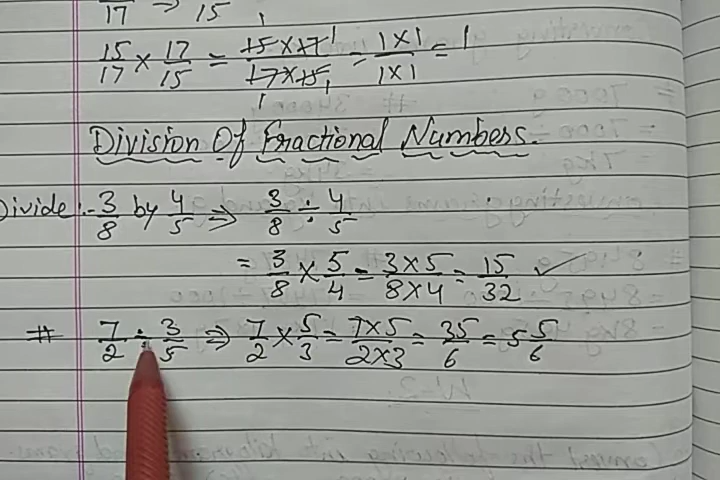 17 ⇒ 15
15/17 × 17/15 = 15×17/17×15 = 1×1/1×1 = 1
Division Of Fractional Numbers.
Divide:- 3/8 by 4/5 ⇒ 3/8 ÷ 4/5
= 3/8 × 5/4 = 3×5/8×4 = 15/32 ✓
# 7/2 ÷ 3/5 ⇒ 7/2 × 5/3 = 7×5/2×3 = 35/6 = 5 5/6